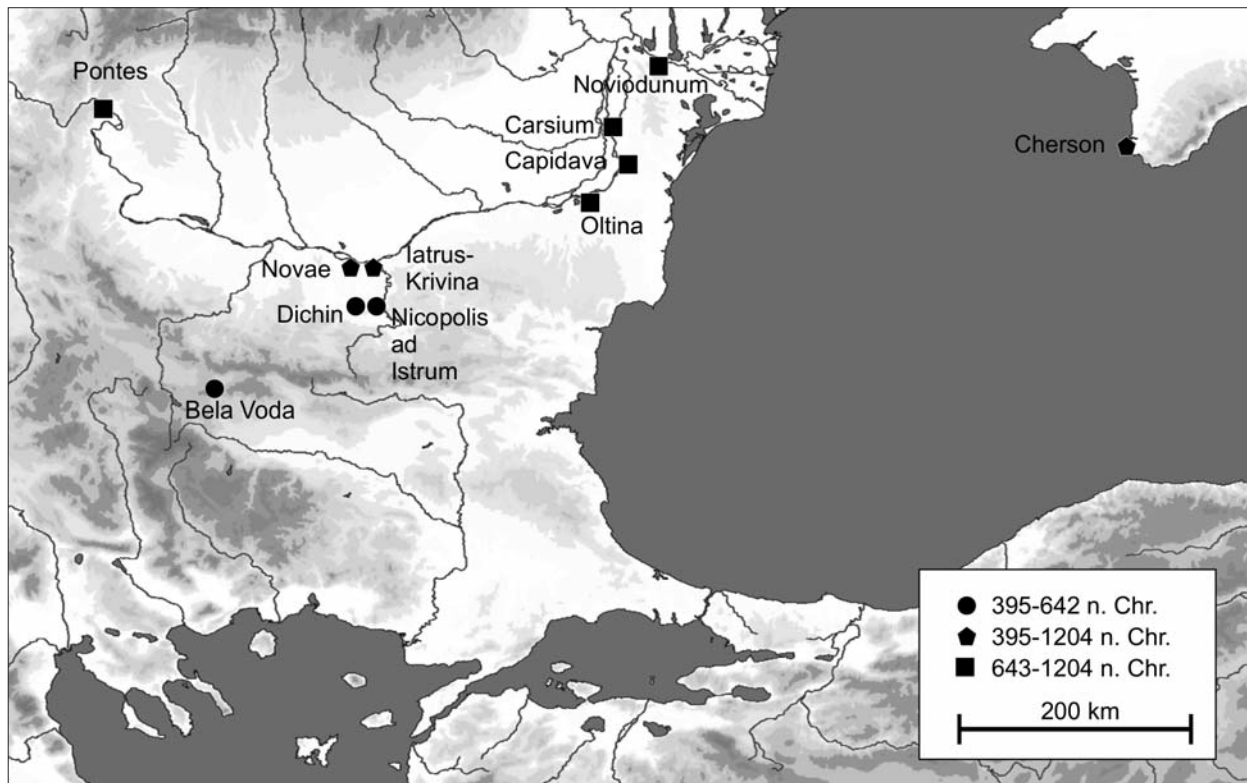 Pontes
Noviodunum
Carsium
Cherson
Capidava
Oltina
Novae
Iatrus-
Krivina
Dichin
Nicopolis
ad
Istrum
Bela Voda
395-642 n. Chr.
395-1204 n. Chr.
643-1204 n. Chr.
200 km